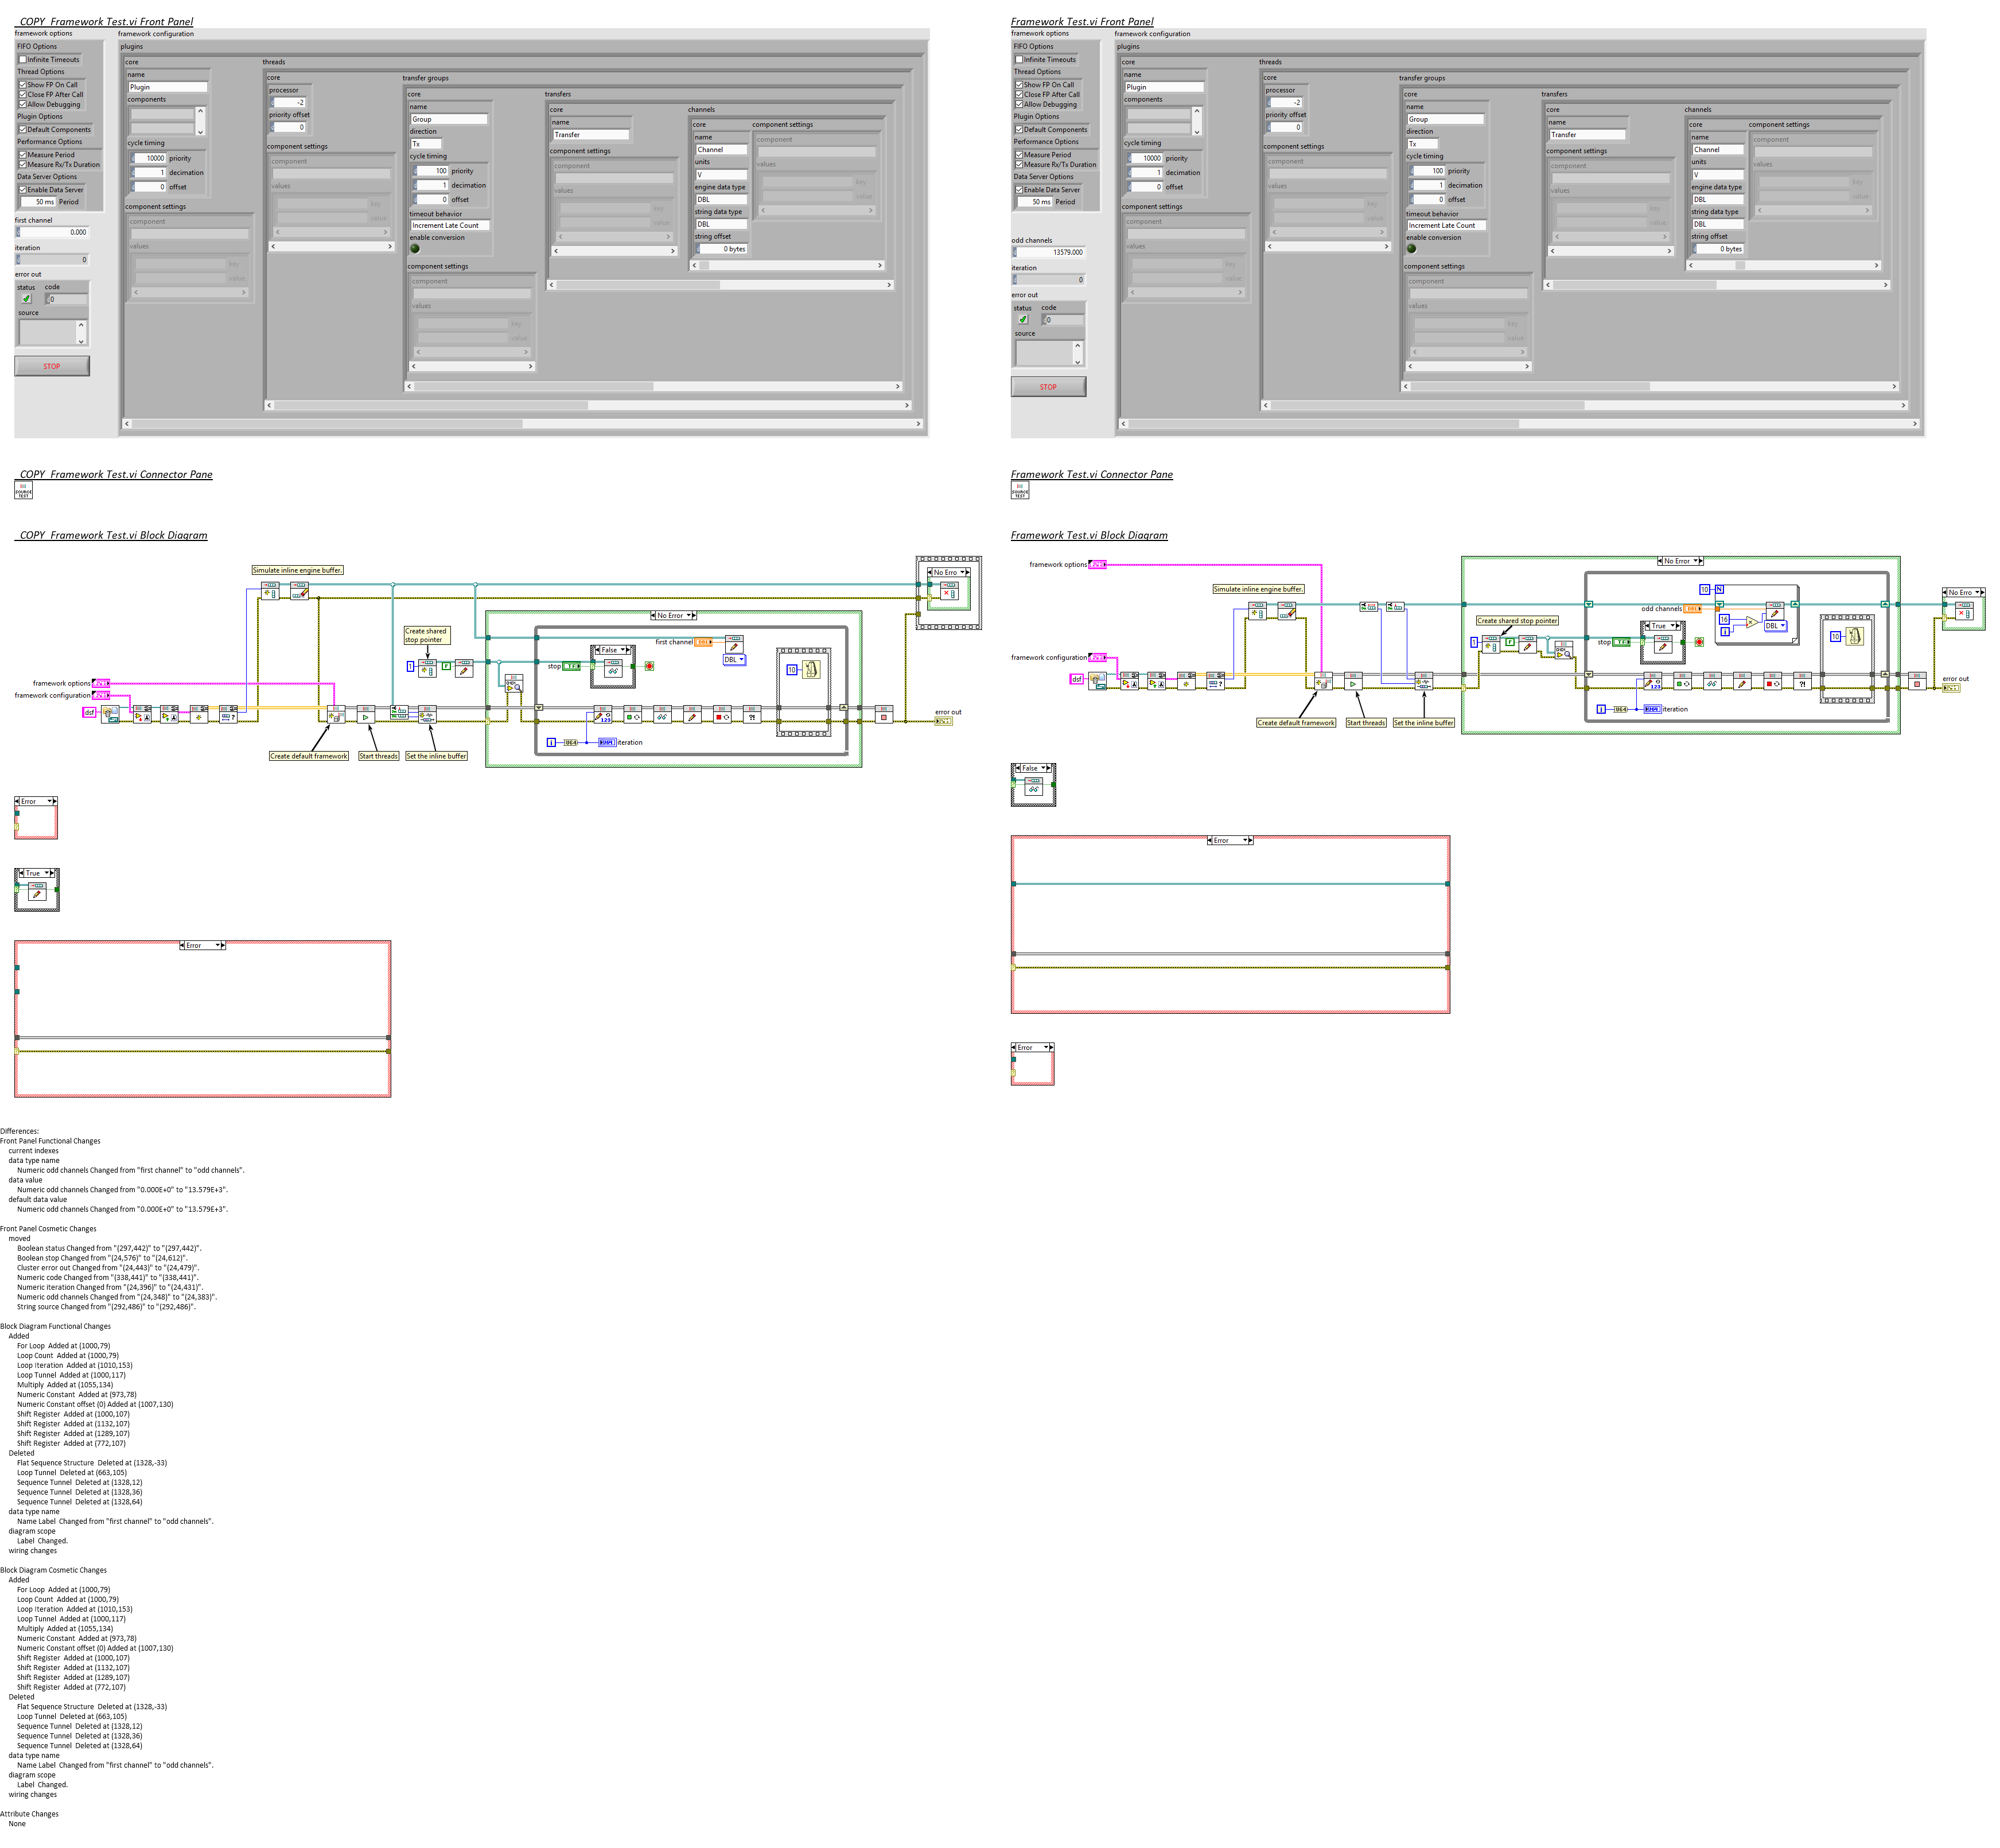 _COPY_Framework Test.vi Front Panel
framework options
framework configuration
FIFO Options
Infinite Timeouts
Thread Options
Show FP On Call
Close FP After Call
Allow Debugging
Plugin Options
Default Components
Performance Options
Measure Period
Measure Rx/Tx Duration
Data Server Options
Enable Data Server
50 ms Period
first channel
0.000
iteration
0
error out
status code
0
source
STOP
plugins
core
name
Plugin
components
cycle timing
10000 priority
1 decimation
0 offset
component settings
component
values
key
value
threads
core
processor
-2
priority offset
0
component settings
component
values
key
value
transfer groups
core
name
Group
direction
Tx
cycle timing
100 priority
1 decimation
0 offset
timeout behavior
Increment Late Count
enable conversion
component settings
component
values
key
value
transfers
core
name
Transfer
component settings
component
values
key
value
channels
core
name
Channel
units
V
engine data type
DBL
string data type
DBL
string offset
0 bytes
component settings
component
values
key
value
Framework Test.vi Front Panel
framework options
framework configuration
FIFO Options
Infinite Timeouts
Thread Options
Show FP On Call
Close FP After Call
Allow Debugging
Plugin Options
Default Components
Performance Options
Measure Period
Measure Rx/Tx Duration
Data Server Options
Enable Data Server
50 ms Period
odd channels
13579.000
iteration
0
error out
status code
0
source
STOP
plugins
core
name
Plugin
components
cycle timing
10000 priority
1 decimation
0 offset
component settings
component
values
key
value
threads
core
processor
-2
priority offset
0
component settings
component
values
key
value
transfer groups
core
name
Group
direction
Tx
cycle timing
100 priority
1 decimation
0 offset
timeout behavior
Increment Late Count
enable conversion
component settings
component
values
key
value
transfers
core
name
Transfer
component settings
component
values
key
value
channels
core
name
Channel
units
V
engine data type
DBL
string data type
DBL
string offset
0 bytes
component settings
component
values
key
value
_COPY_Framework Test.vi Connector Pane
SOURCE
TEST
Framework Test.vi Connector Pane
SOURCE
TEST
_COPY_Framework Test.vi Block Diagram
Simulate inline engine buffer.
No Erro
No Error
Create shared
stop pointer
first channel
DBL
False
stop
1
F
10
framework options
framework configuration
dsf
123
error out
i
U64
iteration
Create default framework
Start threads
Set the inline buffer
Error
True
Error
Framework Test.vi Block Diagram
framework options
No Error
Simulate inline engine buffer.
10
N
odd channels
16
i
DBL
No Erro
Create shared stop pointer
1
F
True
stop
10
framework configuration
dsf
123
error out
i
U64
iteration
Create default framework
Start threads
Set the inline buffer
False
Error
Error
Differences:
Front Panel Functional Changes
current indexes
data type name
Numeric odd channels Changed from "first channel" to "odd channels".
data value
Numeric odd channels Changed from "0.000E+0" to "13.579E+3".
default data value
Numeric odd channels Changed from "0.000E+0" to "13.579E+3".
Front Panel Cosmetic Changes
moved
Boolean status Changed from "(297,442)" to "(297,442)".
Boolean stop Changed from "(24,576)" to "(24,612)".
Cluster error out Changed from "(24,443)" to "(24,479)".
Numeric code Changed from "(338,441)" to "(338,441)".
Numeric iteration Changed from "(24,396)" to "(24,431)".
Numeric odd channels Changed from "(24,348)" to "(24,383)".
String source Changed from "(292,486)" to "(292,486)".
Block Diagram Functional Changes
Added
For Loop Added at (1000,79)
Loop Count Added at (1000,79)
Loop Iteration Added at (1010,153)
Loop Tunnel Added at (1000,117)
Multiply Added at (1055,134)
Numeric Constant Added at (973,78)
Numeric Constant offset (0) Added at (1007,130)
Shift Register Added at (1000,107)
Shift Register Added at (1132,107)
Shift Register Added at (1289,107)
Shift Register Added at (772,107)
Deleted
Flat Sequence Structure Deleted at (1328,-33)
Loop Tunnel Deleted at (663,105)
Sequence Tunnel Deleted at (1328,12)
Sequence Tunnel Deleted at (1328,36)
Sequence Tunnel Deleted at (1328,64)
data type name
Name Label Changed from "first channel" to "odd channels".
diagram scope
Label Changed.
wiring changes
Block Diagram Cosmetic Changes
Added
For Loop Added at (1000,79)
Loop Count Added at (1000,79)
Loop Iteration Added at (1010,153)
Loop Tunnel Added at (1000,117)
Multiply Added at (1055,134)
Numeric Constant Added at (973,78)
Numeric Constant offset (0) Added at (1007,130)
Shift Register Added at (1000,107)
Shift Register Added at (1132,107)
Shift Register Added at (1289,107)
Shift Register Added at (772,107)
Deleted
Flat Sequence Structure Deleted at (1328,-33)
Loop Tunnel Deleted at (663,105)
Sequence Tunnel Deleted at (1328,12)
Sequence Tunnel Deleted at (1328,36)
Sequence Tunnel Deleted at (1328,64)
data type name
Name Label Changed from "first channel" to "odd channels".
diagram scope
Label Changed.
wiring changes
Attribute Changes
None